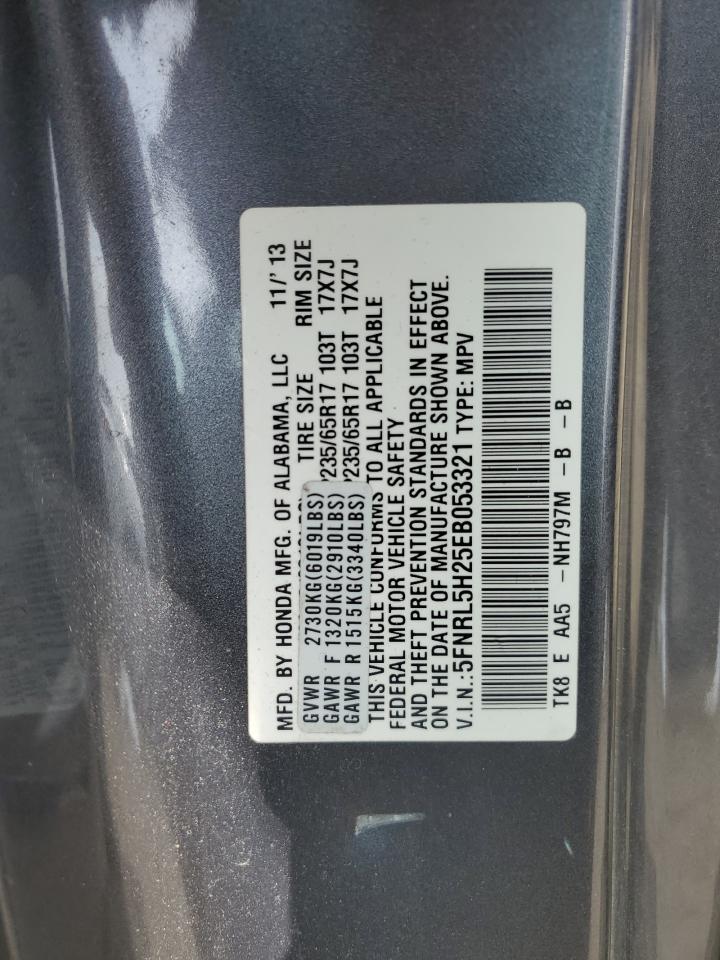 MFD. BY HONDA MFG. OF ALABAMA, LLC 11/' 13
TIRE SIZE RIM SIZE
GVWR 2730KG(6019LBS)
GAWR F 1320KG(2910LBS) P235/65R17 103T 17X7J
GAWR R 1515KG(3340LBS) P235/65R17 103T 17X7J
THIS VEHICLE CONFORMS TO ALL APPLICABLE
FEDERAL MOTOR VEHICLE SAFETY
AND THEFT PREVENTION STANDARDS IN EFFECT
ON THE DATE OF MANUFACTURE SHOWN ABOVE.
V.I.N.:5FNRL5H25EB053321 TYPE: MPV
TK8 E AA5 -NH797M -B -B